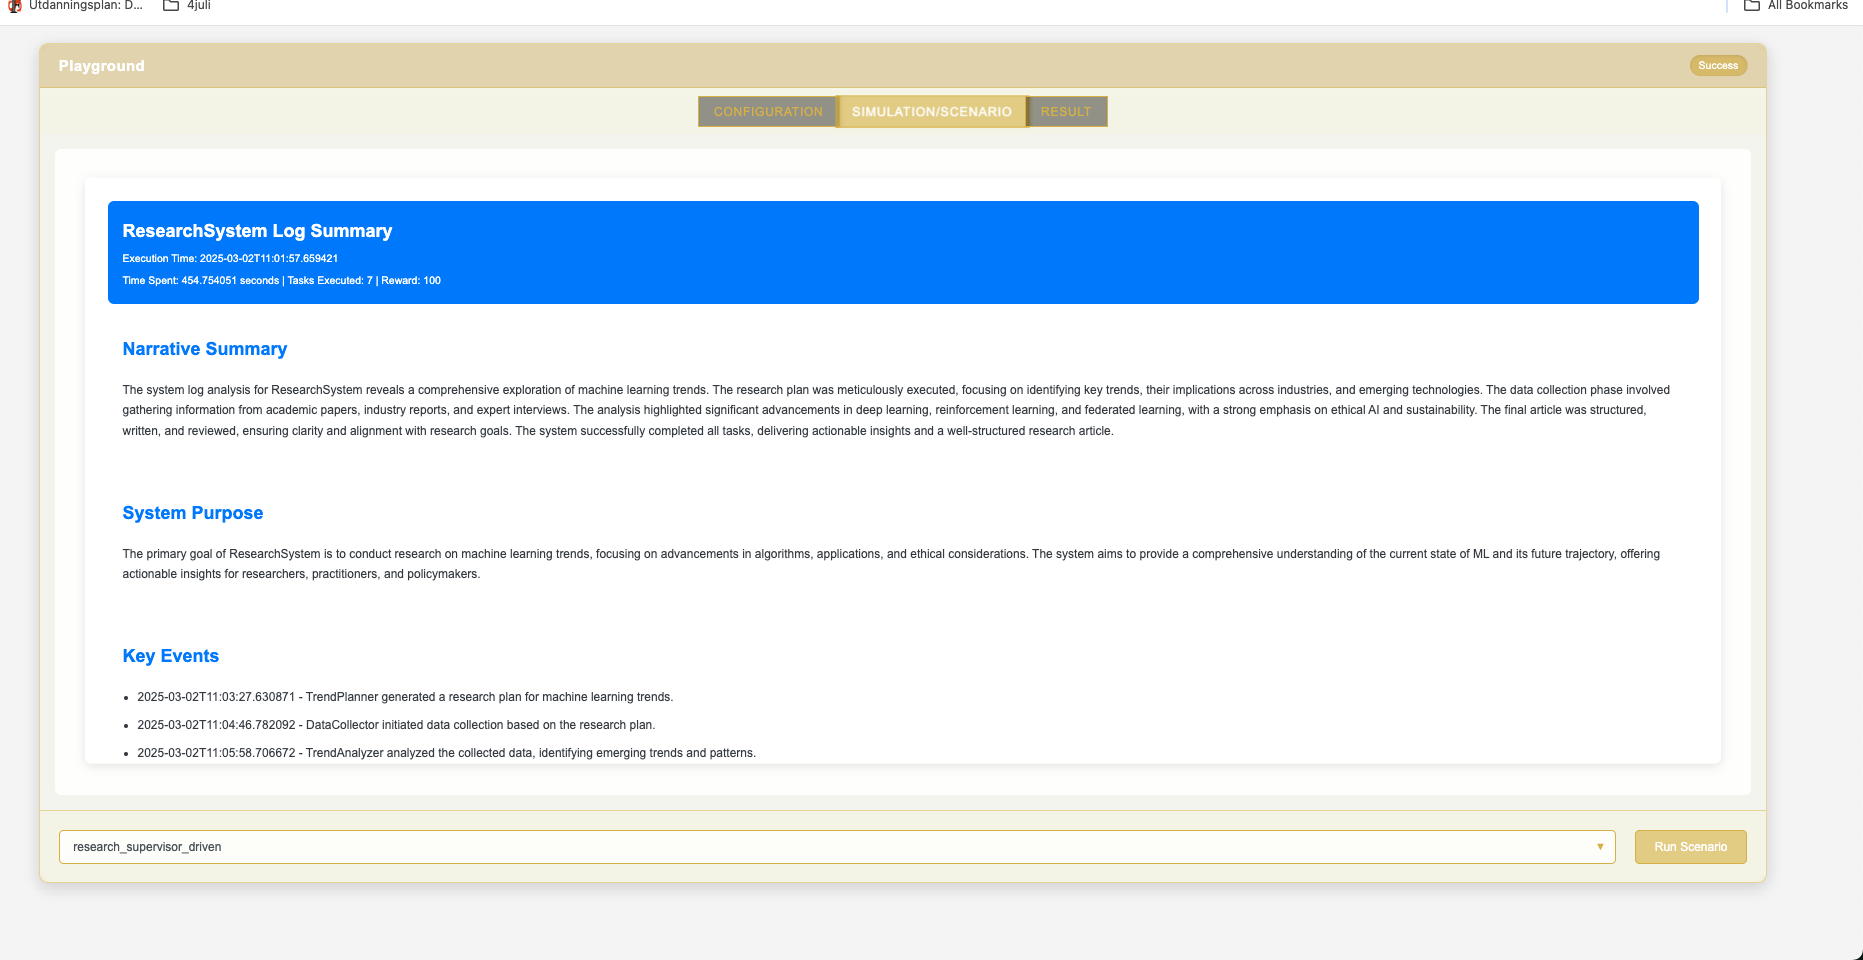 Utdanningsplan: D...
4juli
All Bookmarks
Playground
Success
CONFIGURATION
SIMULATION/SCENARIO
RESULT
ResearchSystem Log Summary
Execution Time: 2025-03-02T11:01:57.659421
Time Spent: 454.754051 seconds | Tasks Executed: 7 | Reward: 100
Narrative Summary
The system log analysis for ResearchSystem reveals a comprehensive exploration of machine learning trends. The research plan was meticulously executed, focusing on identifying key trends, their implications across industries, and emerging technologies. The data collection phase involved
gathering information from academic papers, industry reports, and expert interviews. The analysis highlighted significant advancements in deep learning, reinforcement learning, and federated learning, with a strong emphasis on ethical AI and sustainability. The final article was structured,
written, and reviewed, ensuring clarity and alignment with research goals. The system successfully completed all tasks, delivering actionable insights and a well-structured research article.
System Purpose
The primary goal of ResearchSystem is to conduct research on machine learning trends, focusing on advancements in algorithms, applications, and ethical considerations. The system aims to provide a comprehensive understanding of the current state of ML and its future trajectory, offering
actionable insights for researchers, practitioners, and policymakers.
Key Events
• 2025-03-02T11:03:27.630871 - TrendPlanner generated a research plan for machine learning trends.
• 2025-03-02T11:04:46.782092 - DataCollector initiated data collection based on the research plan.
• 2025-03-02T11:05:58.706672 - TrendAnalyzer analyzed the collected data, identifying emerging trends and patterns.
research_supervisor_driven
Run Scenario